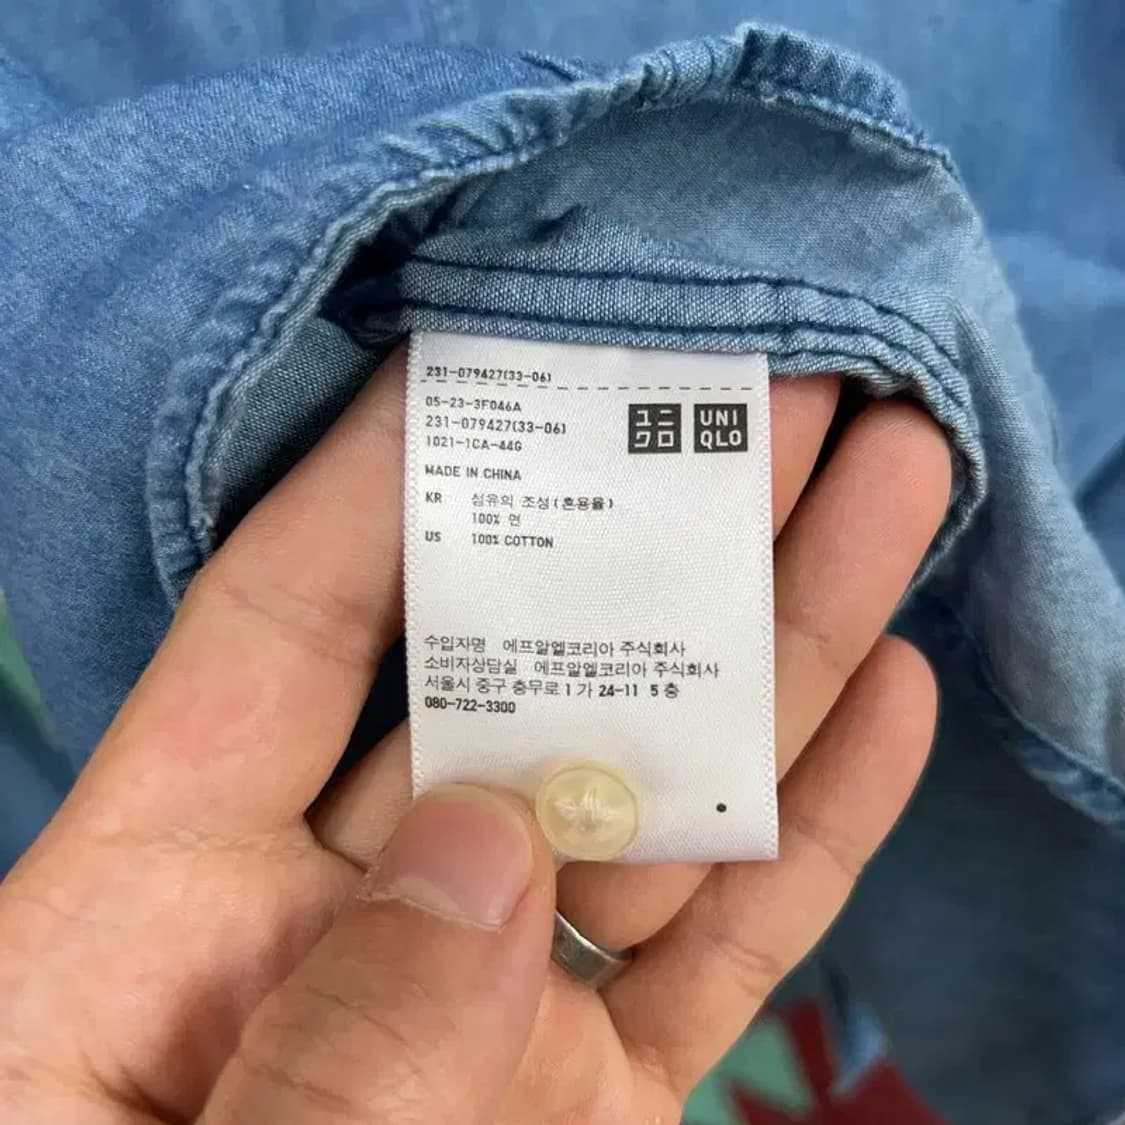 231-079427(33-06)
05-23-3F046A
231-079427(33-06)
1021-1CA-44G
ユニ
クロ
UNI
QLO
MADE IN CHINA
KR 섬유의 조성(혼용율)
100% 면
US 100% COTTON
수입자명 에프알엘코리아 주식회사
소비자상담실 에프알엘코리아 주식회사
서울시 중구 충무로 1가 24-11 5층
080-722-3300